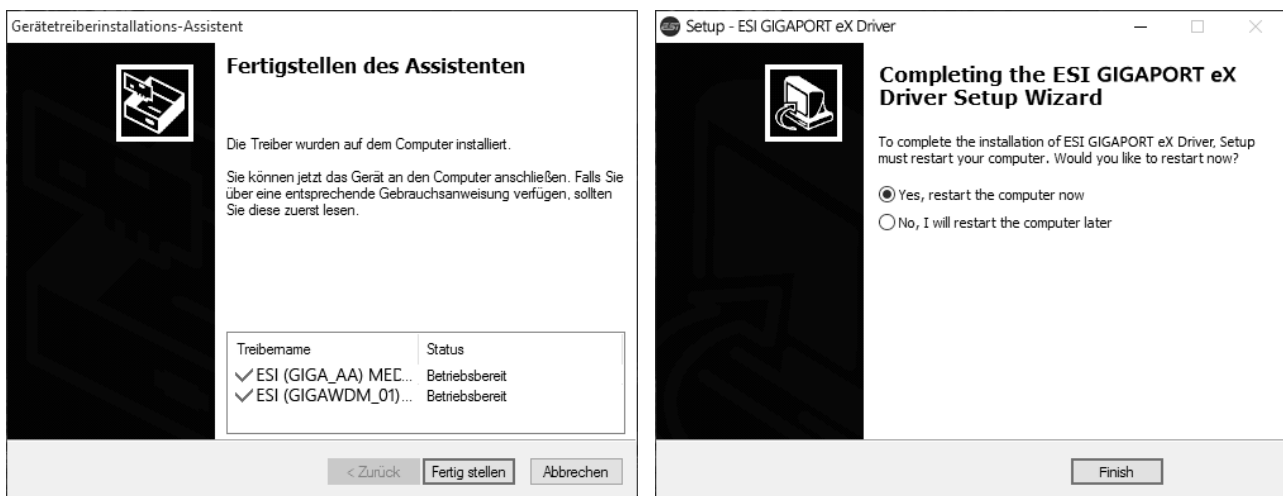 Gerätetreiberinstallations-Assistent
Fertigstellen des Assistenten
Die Treiber wurden auf dem Computer installiert.
Sie können jetzt das Gerät an den Computer anschließen. Falls Sie
über eine entsprechende Gebrauchsanweisung verfügen, sollten
Sie diese zuerst lesen.
Treibername Status
ESI (GIGA_AA) MED... Betriebsbereit
ESI (GIGAWDM_01)... Betriebsbereit
< Zurück Fertig stellen Abbrechen
ESI Setup - ESI GIGAPORT eX Driver
Completing the ESI GIGAPORT eX
Driver Setup Wizard
To complete the installation of ESI GIGAPORT eX Driver, Setup
must restart your computer. Would you like to restart now?
Yes, restart the computer now
No, I will restart the computer later
Finish